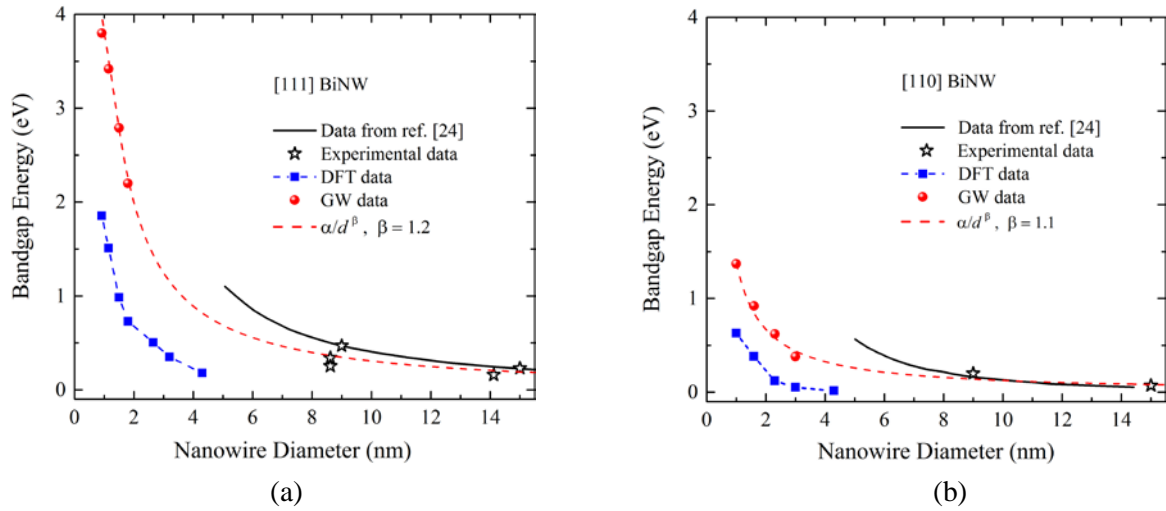 4
3
2
1
0
Bandgap Energy (eV)
[111] BiNW
Data from ref. [24]
Experimental data
DFT data
GW data
α/d^β , β = 1.2
0 2 4 6 8 10 12 14
Nanowire Diameter (nm)
(a)
4
3
2
1
0
Bandgap Energy (eV)
[110] BiNW
Data from ref. [24]
Experimental data
DFT data
GW data
α/d^β , β = 1.1
0 2 4 6 8 10 12 14
Nanowire Diameter (nm)
(b)